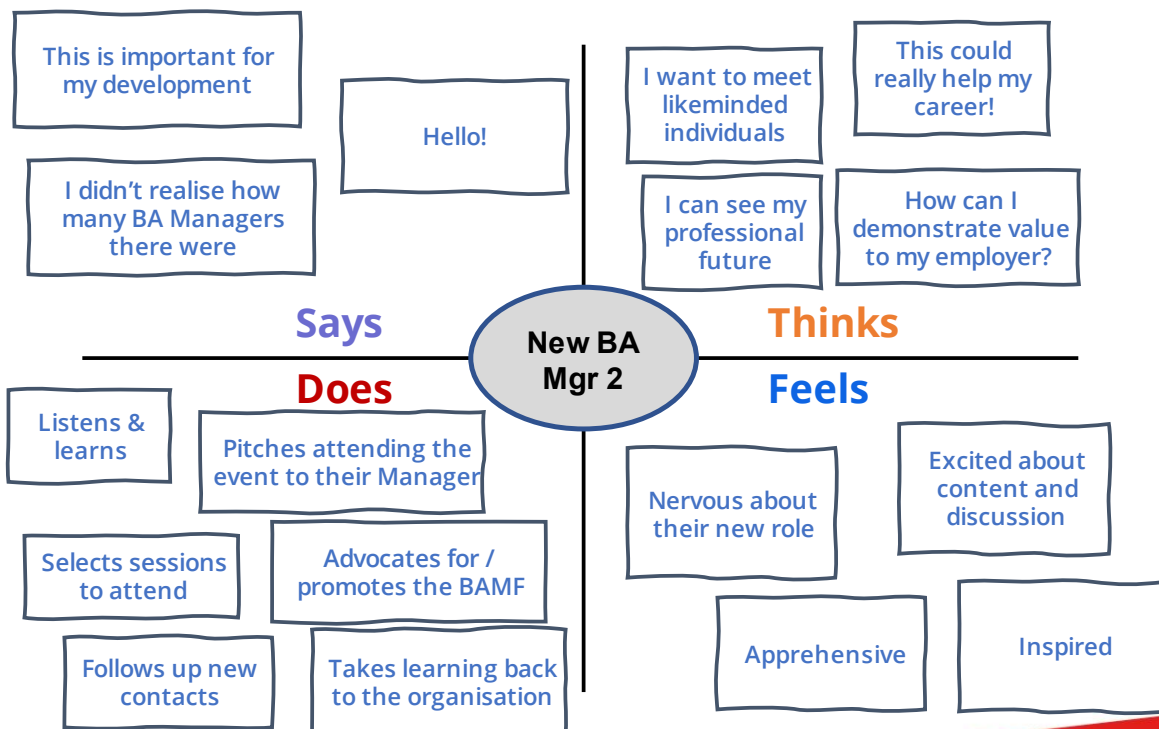 This is important for
my development
Hello!
I didn't realise how
many BA Managers
there were
Says
I want to meet
likeminded
individuals
This could
really help my
career!
I can see my
professional
future
How can I
demonstrate value
to my employer?
Thinks
New BA
Mgr 2
Does
Listens &
learns
Pitches attending the
event to their Manager
Selects sessions
to attend
Advocates for /
promotes the BAMF
Follows up new
contacts
Takes learning back
to the organisation
Feels
Nervous about
their new role
Excited about
content and
discussion
Apprehensive
Inspired